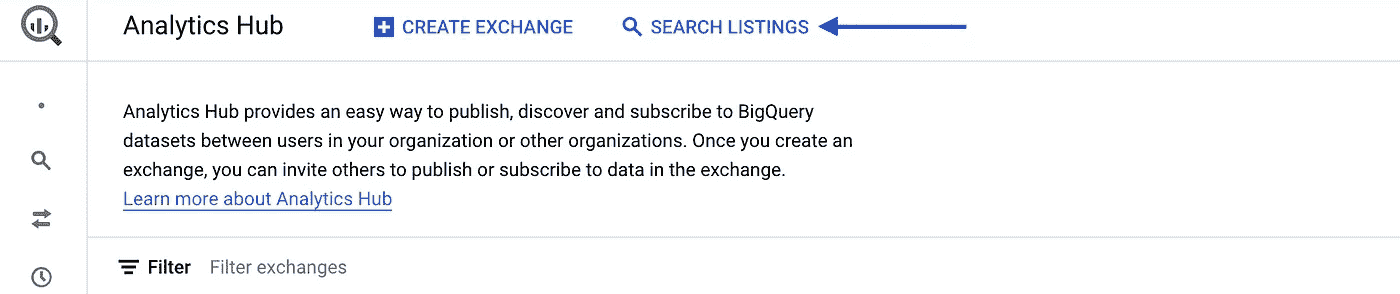 Analytics Hub CREATE EXCHANGE SEARCH LISTINGS
Analytics Hub provides an easy way to publish, discover and subscribe to BigQuery
datasets between users in your organization or other organizations. Once you create an
exchange, you can invite others to publish or subscribe to data in the exchange.
Learn more about Analytics Hub
Filter Filter exchanges